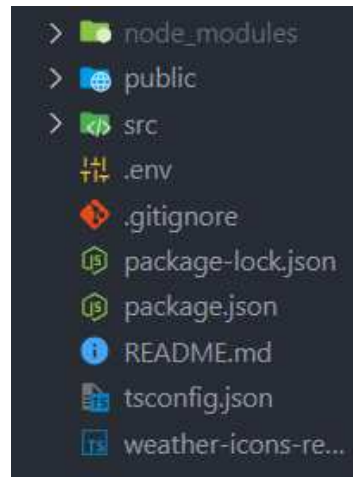 node_modules
public
src
.env
.gitignore
package-lock.json
package.json
README.md
tsconfig.json
weather-icons-re...